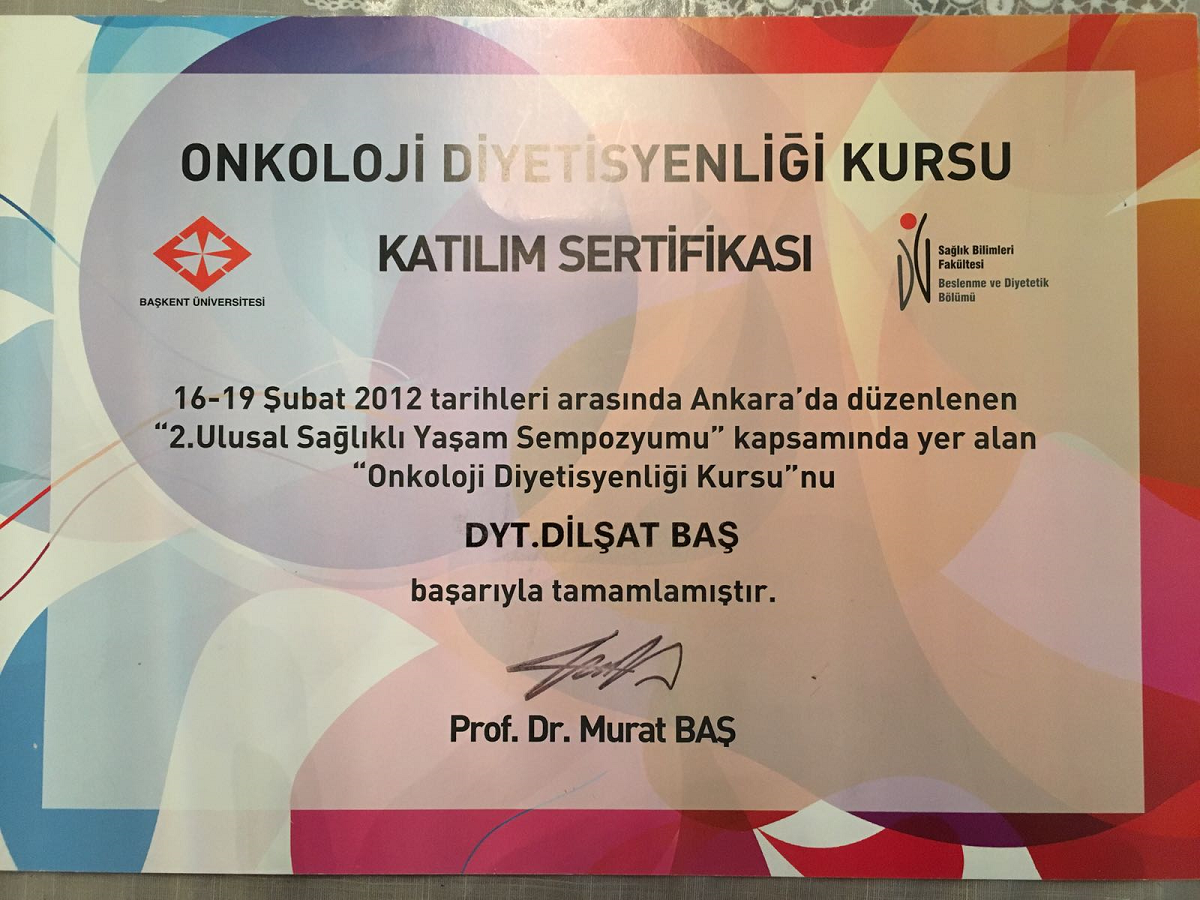 ONKOLOJİ DİYETİSYENLİĞİ KURSU
KATILIM SERTİFİKASI
BAŞKENT ÜNİVERSİTESİ
Sağlık Bilimleri
Fakültesi
Beslenme ve Diyetetik
Bölümü
16-19 Şubat 2012 tarihleri arasında Ankara’da düzenlenen
“2.Ulusal Sağlıklı Yaşam Sempozyumu” kapsamında yer alan
“Onkoloji Diyetisyenliği Kursu”nu
DYT.DİLŞAT BAŞ
başarıyla tamamlamıştır.
Prof. Dr. Murat BAŞ